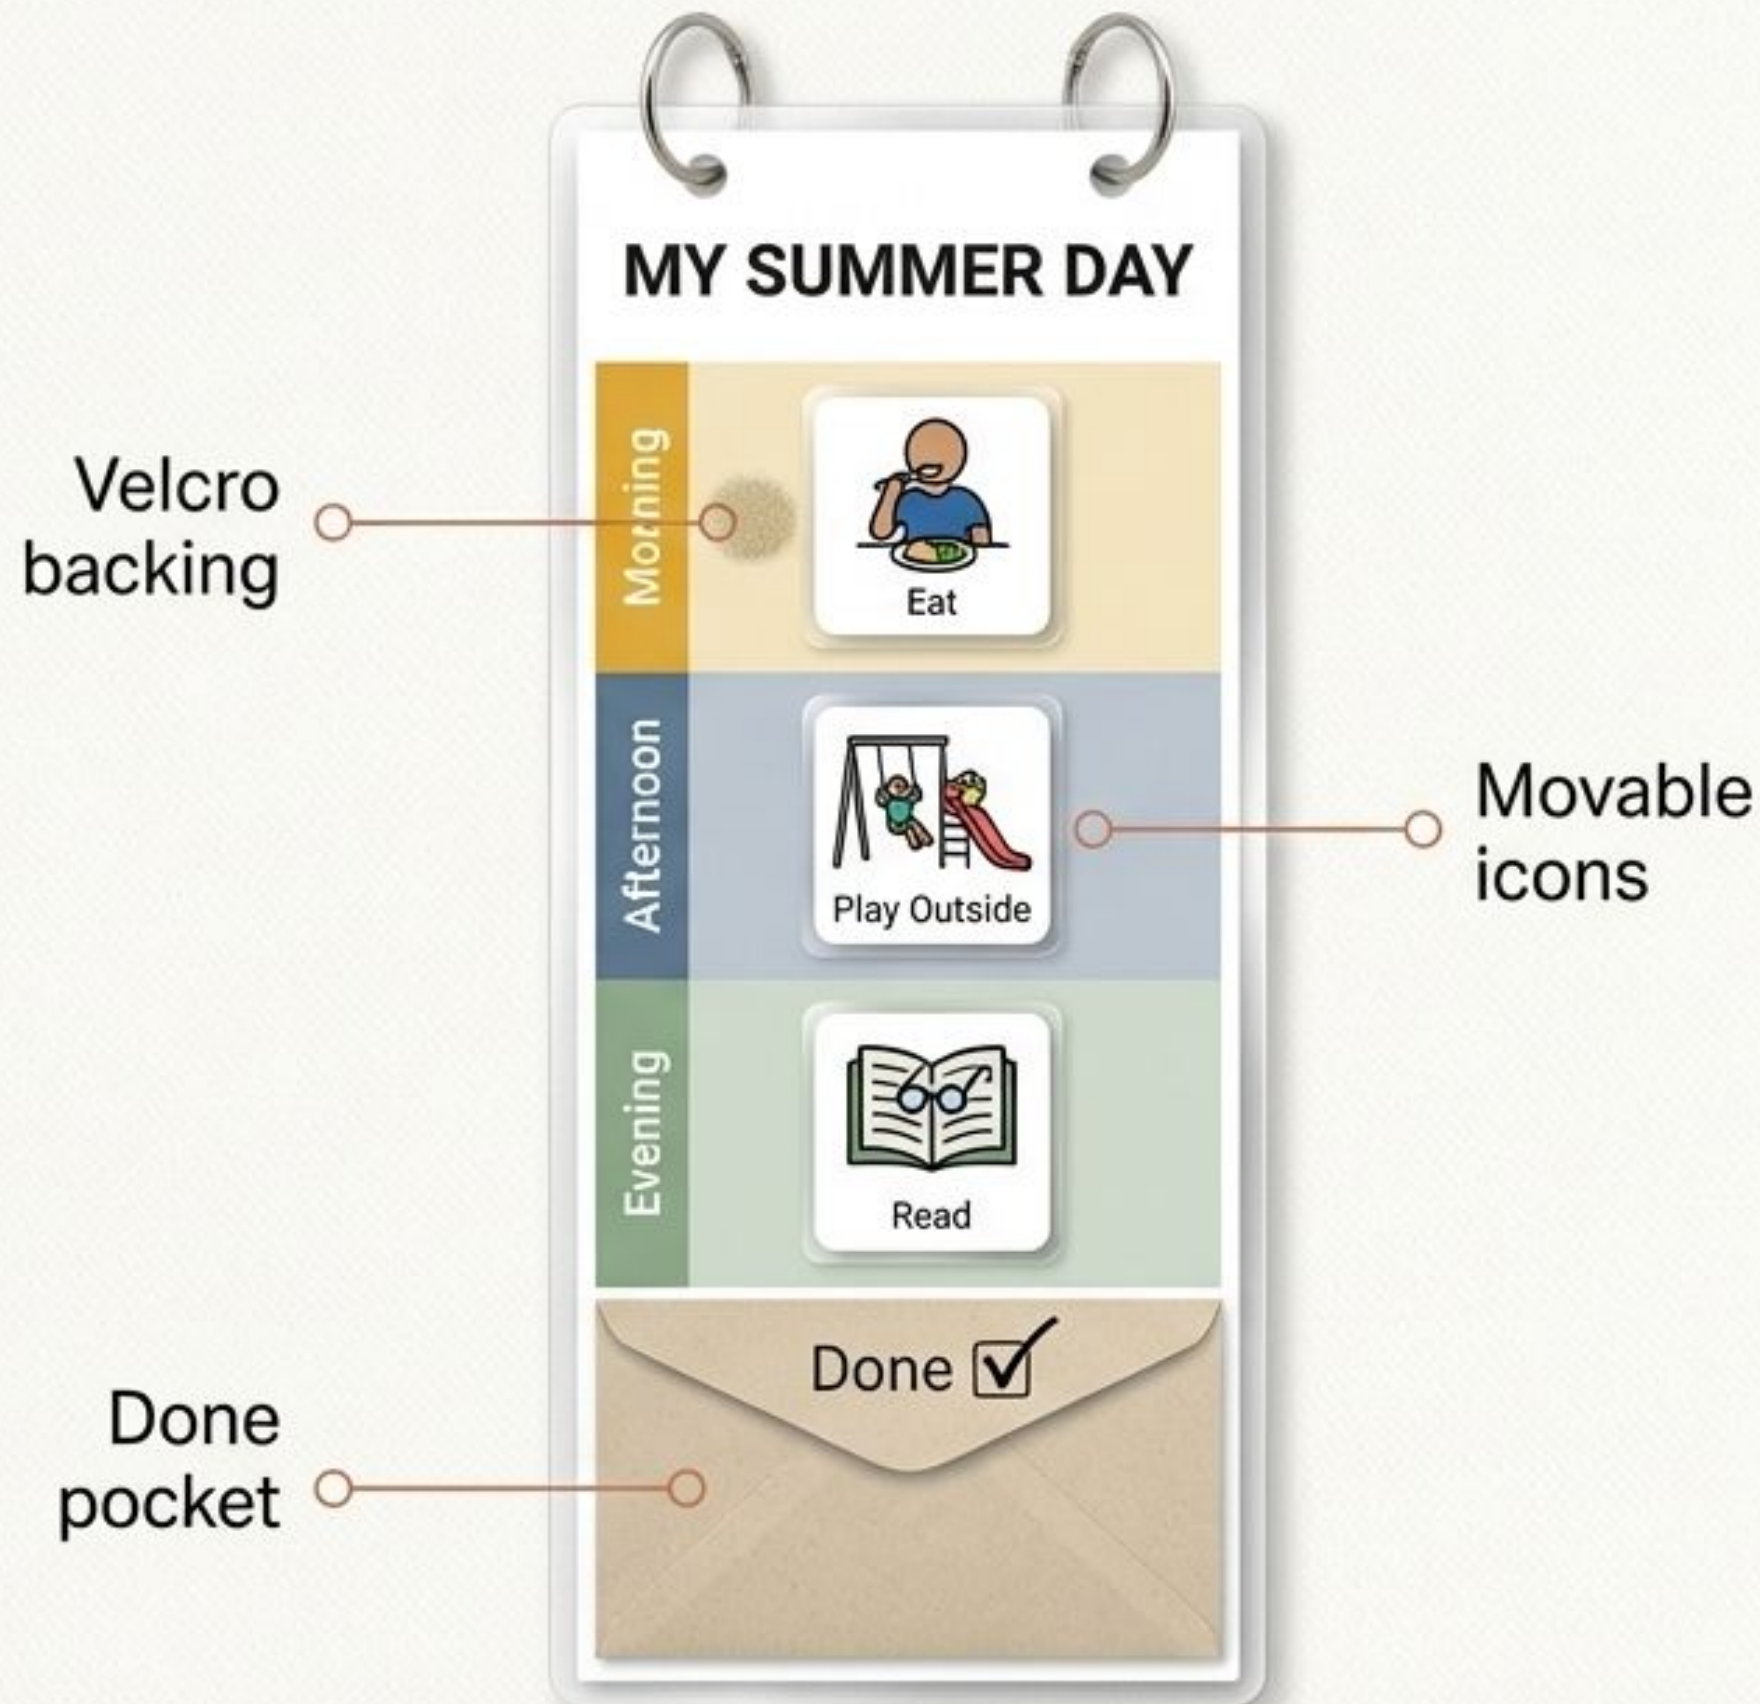 MY SUMMER DAY
Velcro
backing
Morning
Eat
Afternoon
Play Outside
Movable
icons
Evening
Read
Done
Done
pocket